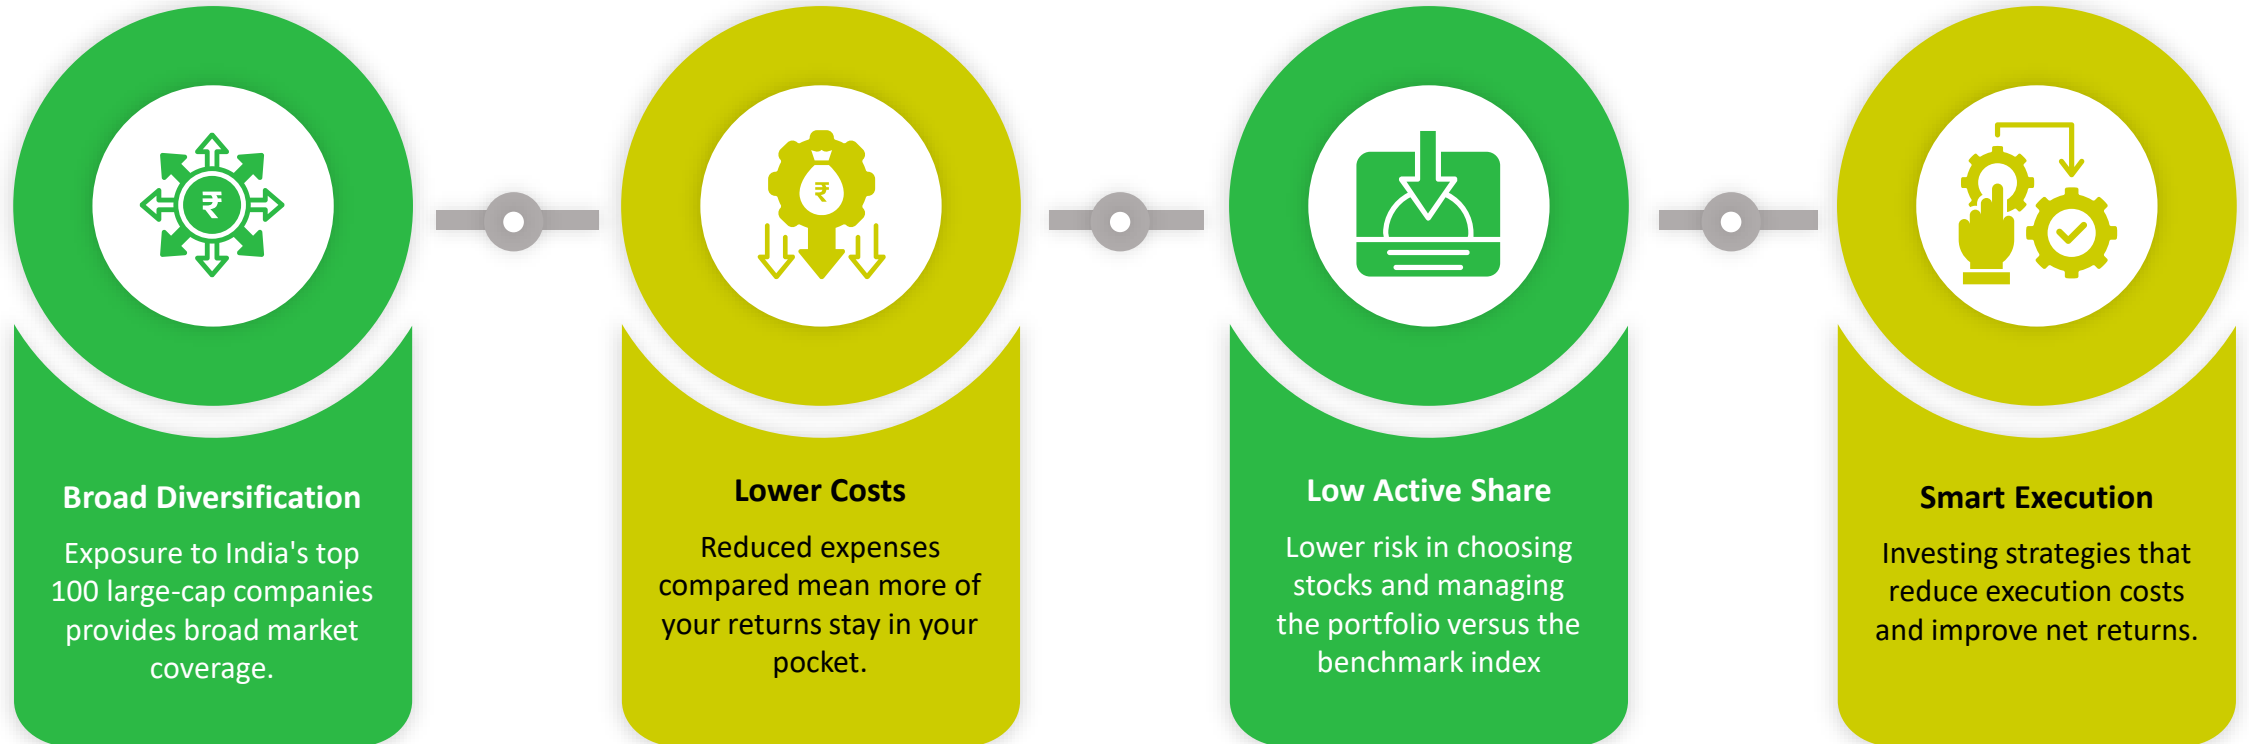 ₹
Broad Diversification
Exposure to India's top
100 large-cap companies
provides broad market
coverage.
₹
Lower Costs
Reduced expenses
compared mean more of
your returns stay in your
pocket.
Low Active Share
Lower risk in choosing
stocks and managing
the portfolio versus the
benchmark index
Smart Execution
Investing strategies that
reduce execution costs
and improve net returns.